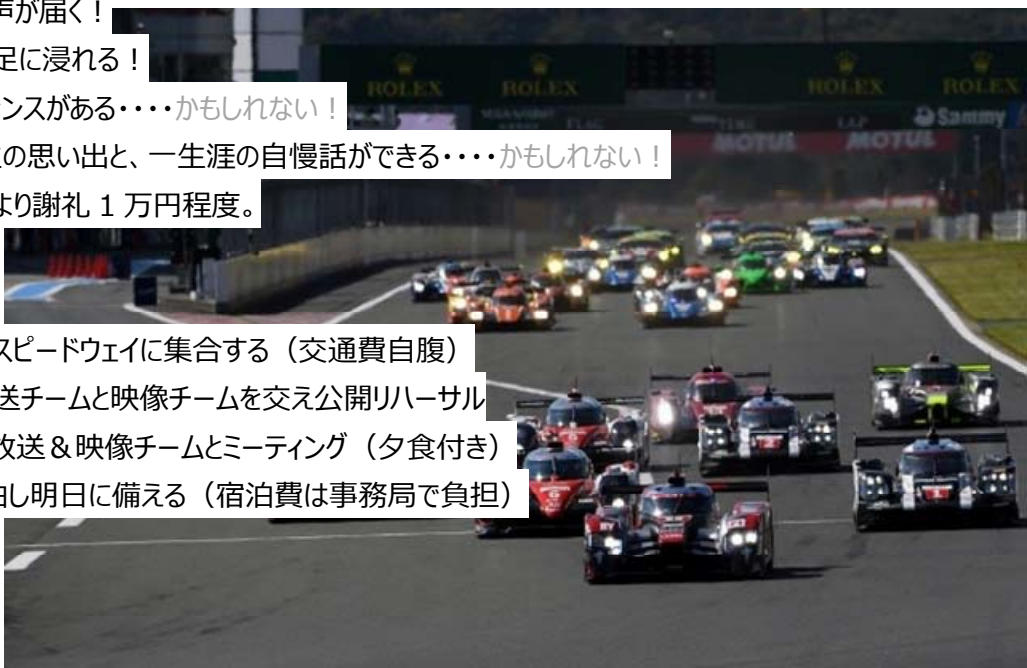 声が届く！
足に浸れる！
ンスがある・・・・かもしれない！
の思い出と、一生涯の自慢話ができる・・・・かもしれない！
より謝礼 1 万円程度。
ROLEX ROLEX ROLEX ROLEX
Sammy
MOTUL MOTUL
スピードウェイに集合する（交通費自腹）
送チームと映像チームを交え公開リハーサル
放送＆映像チームとミーティング（夕食付き）
し明日に備える（宿泊費は事務局で負担）
2
1